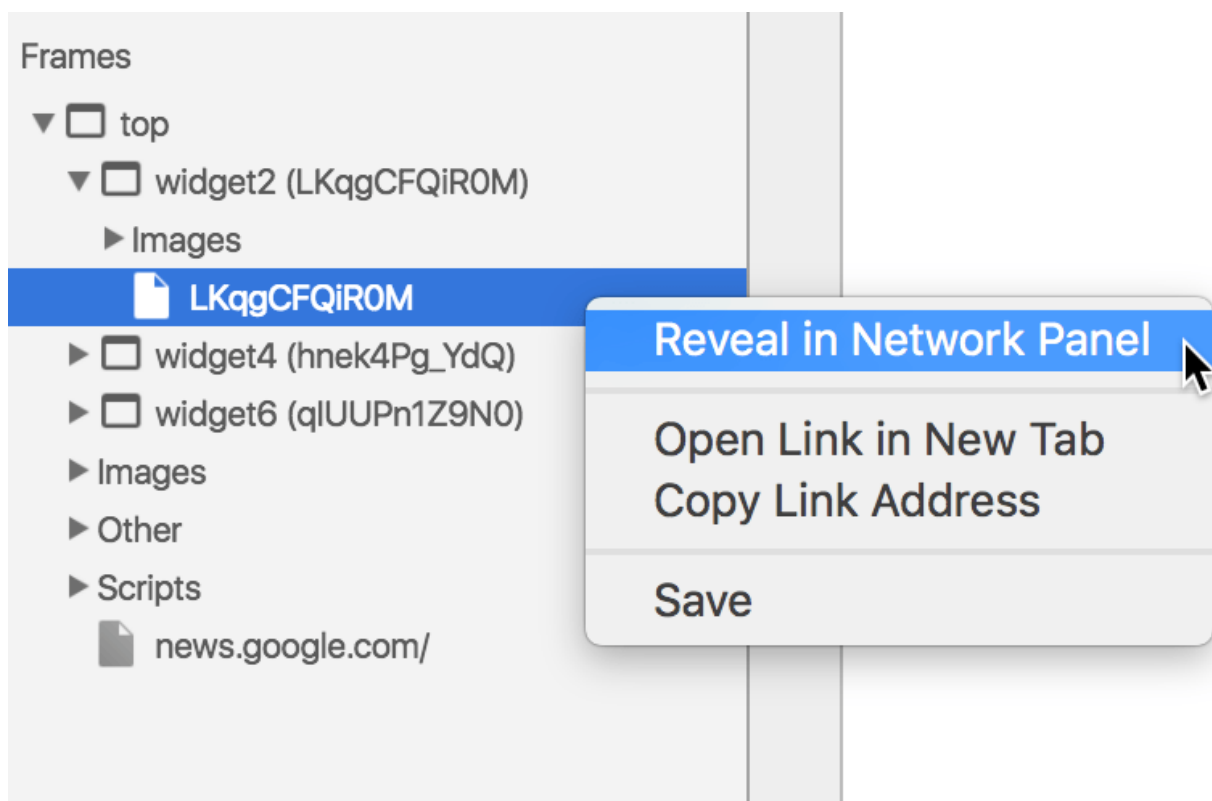 Frames
top
widget2 (LKqgCFQiR0M)
Images
LKqgCFQiR0M
widget4 (hnek4Pg_YdQ)
widget6 (qIUUPn1Z9N0)
Images
Other
Scripts
news.google.com/
Reveal in Network Panel
Open Link in New Tab
Copy Link Address
Save